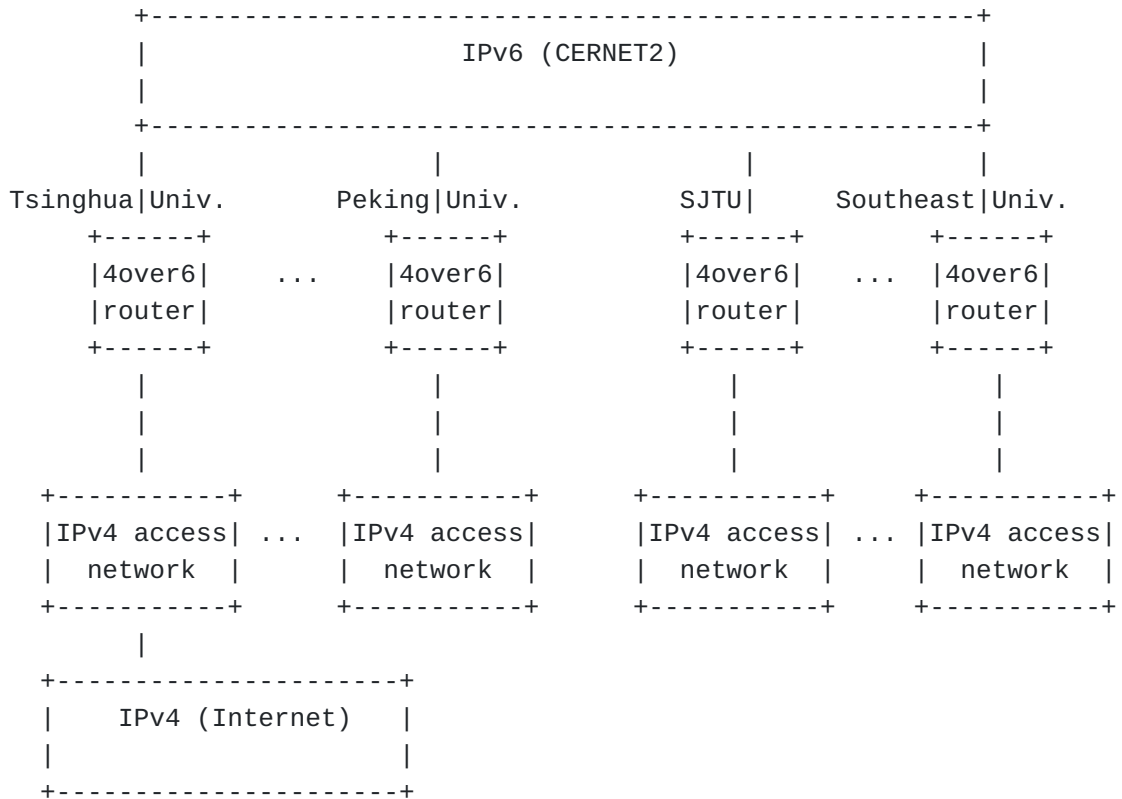 IPv6 (CERNET2)
Tsinghua|Univ. Peking|Univ. SJTU| Southeast|Univ.
|4over6| ... |4over6| |4over6| ... |4over6|
|router| |router| |router| |router|
|IPv4 access| ... |IPv4 access| |IPv4 access| ... |IPv4 access|
| network | | network | | network | | network |
| IPv4 (Internet) |